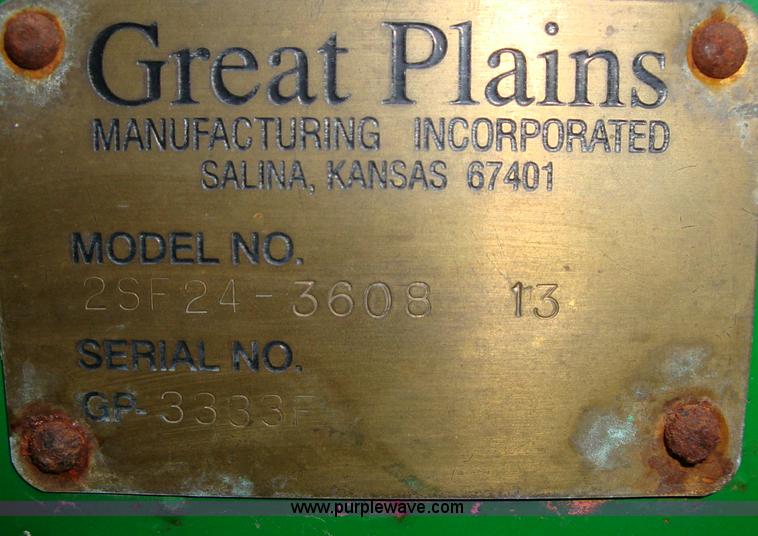 Great Plains
MANUFACTURING INCORPORATED
SALINA, KANSAS 67401
MODEL NO.
2SF24-3608 13
SERIAL NO.
GP-3333F
www.purplewave.com